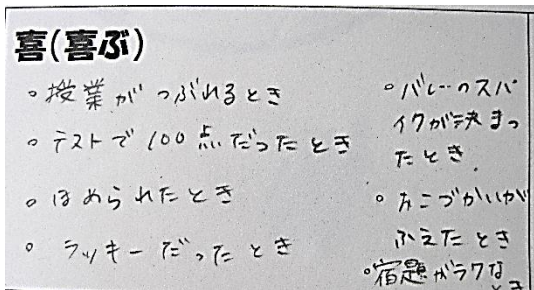 喜(喜ぶ)
。授業がつぶれるとき
。テストで100点だったとき
。ほめられたとき
。ラッキーだったとき
。バレーのスパ
イクが決まっ
たとき
。おこづかいが
ふえたとき
。宿題がラクな
とき